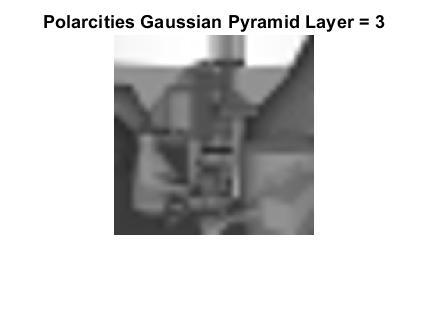 Polarcities Gaussian Pyramid Layer = 3